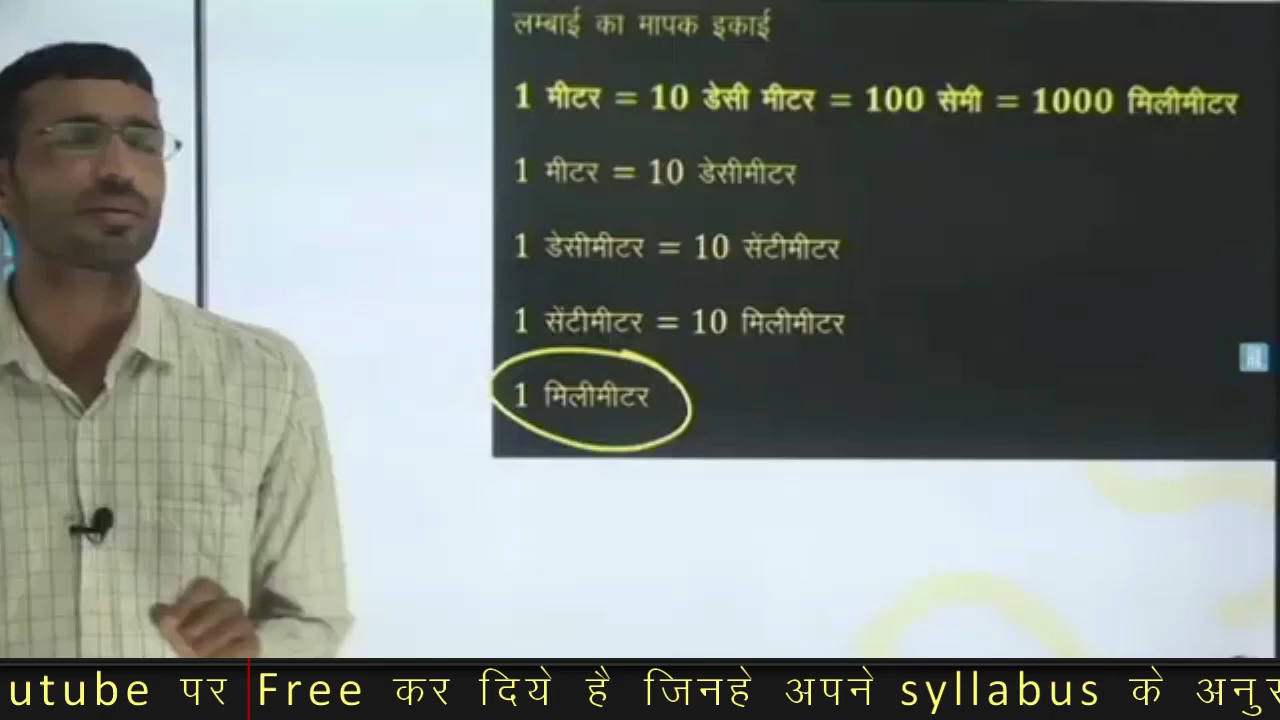 लम्बाई का मापक इकाई
1 मीटर = 10 डेसी मीटर = 100 सेमी = 1000 मिलीमीटर
1 मीटर = 10 डेसीमीटर
1 डेसीमीटर = 10 सेंटीमीटर
1 सेंटीमीटर = 10 मिलीमीटर
1 मिलीमीटर
utube पर Free कर दिये है जिनहे अपने syllabus के